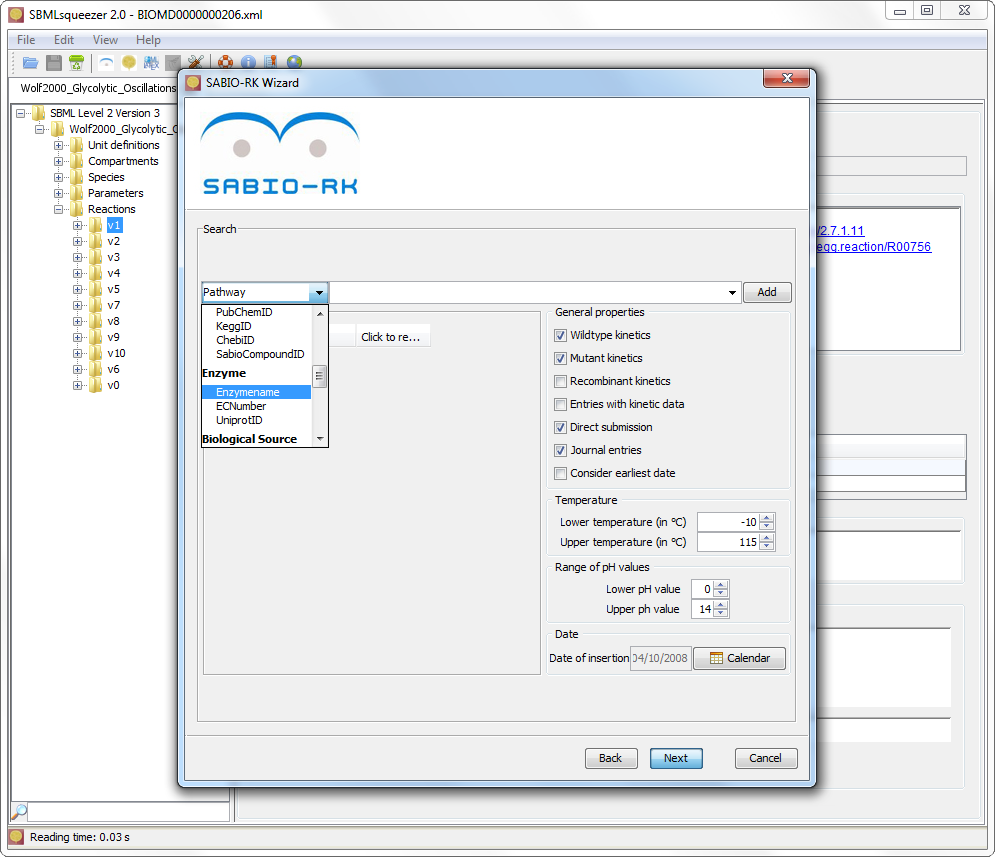 SBMLsqueezer 2.0 - BIOMD0000000206.xml
File Edit View Help
SABIO-RK Wizard
Wolf2000_Glycolytic_Oscillations
SBML Level 2 Version 3
Wolf2000_Glycolytic_
Unit definitions
Compartments
Species
Parameters
Reactions
v1
v2
v3
v4
v5
v7
v8
v9
v10
v6
v0
SABIO-RK
Search
/2.7.1.11
egg.reaction/R00756
Pathway
Add
PubChemID
KeggID
ChebiID
SabioCompoundID
Enzyme
Enzymename
ECNumber
UniprotID
Biological Source
Click to re...
General properties
Wildtype kinetics
Mutant kinetics
Recombinant kinetics
Entries with kinetic data
Direct submission
Journal entries
Consider earliest date
Temperature
Lower temperature (in °C) -10
Upper temperature (in °C) 115
Range of pH values
Lower pH value 0
Upper ph value 14
Date
Date of insertion 04/10/2008 Calendar
Back Next Cancel
Reading time: 0.03 s